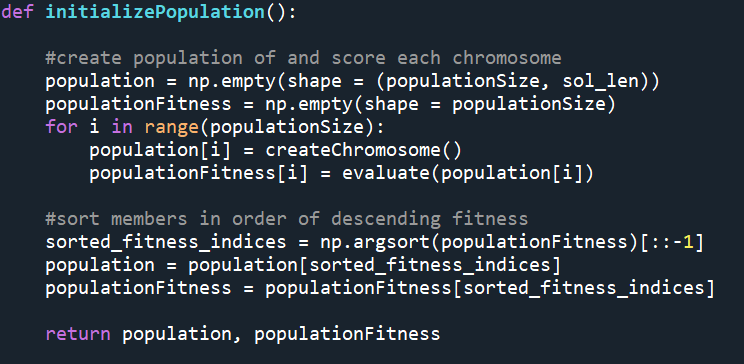 def initializePopulation():
#create population of and score each chromosome
population = np.empty(shape = (populationSize, sol_len))
populationFitness = np.empty(shape = populationSize)
for i in range(populationSize):
population[i] = createChromosome()
populationFitness[i] = evaluate(population[i])
#sort members in order of descending fitness
sorted_fitness_indices = np.argsort(populationFitness)[::-1]
population = population[sorted_fitness_indices]
populationFitness = populationFitness[sorted_fitness_indices]
return population, populationFitness